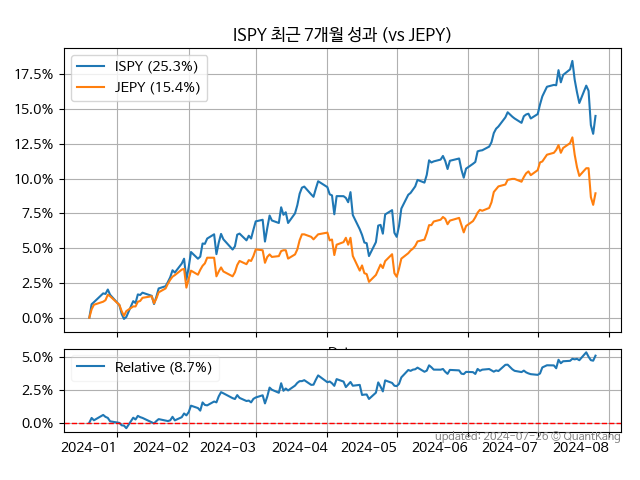 ISPY 최근 7개월 성과 (vs JEPY)
ISPY (25.3%)
JEPY (15.4%)
17.5%
15.0%
12.5%
10.0%
7.5%
5.0%
2.5%
0.0%
Relative (8.7%)
5.0%
2.5%
0.0%
2024-01 2024-02 2024-03 2024-04 2024-05 2024-06 2024-07 2024-08
updated: 2024-07-26 © QuantKang